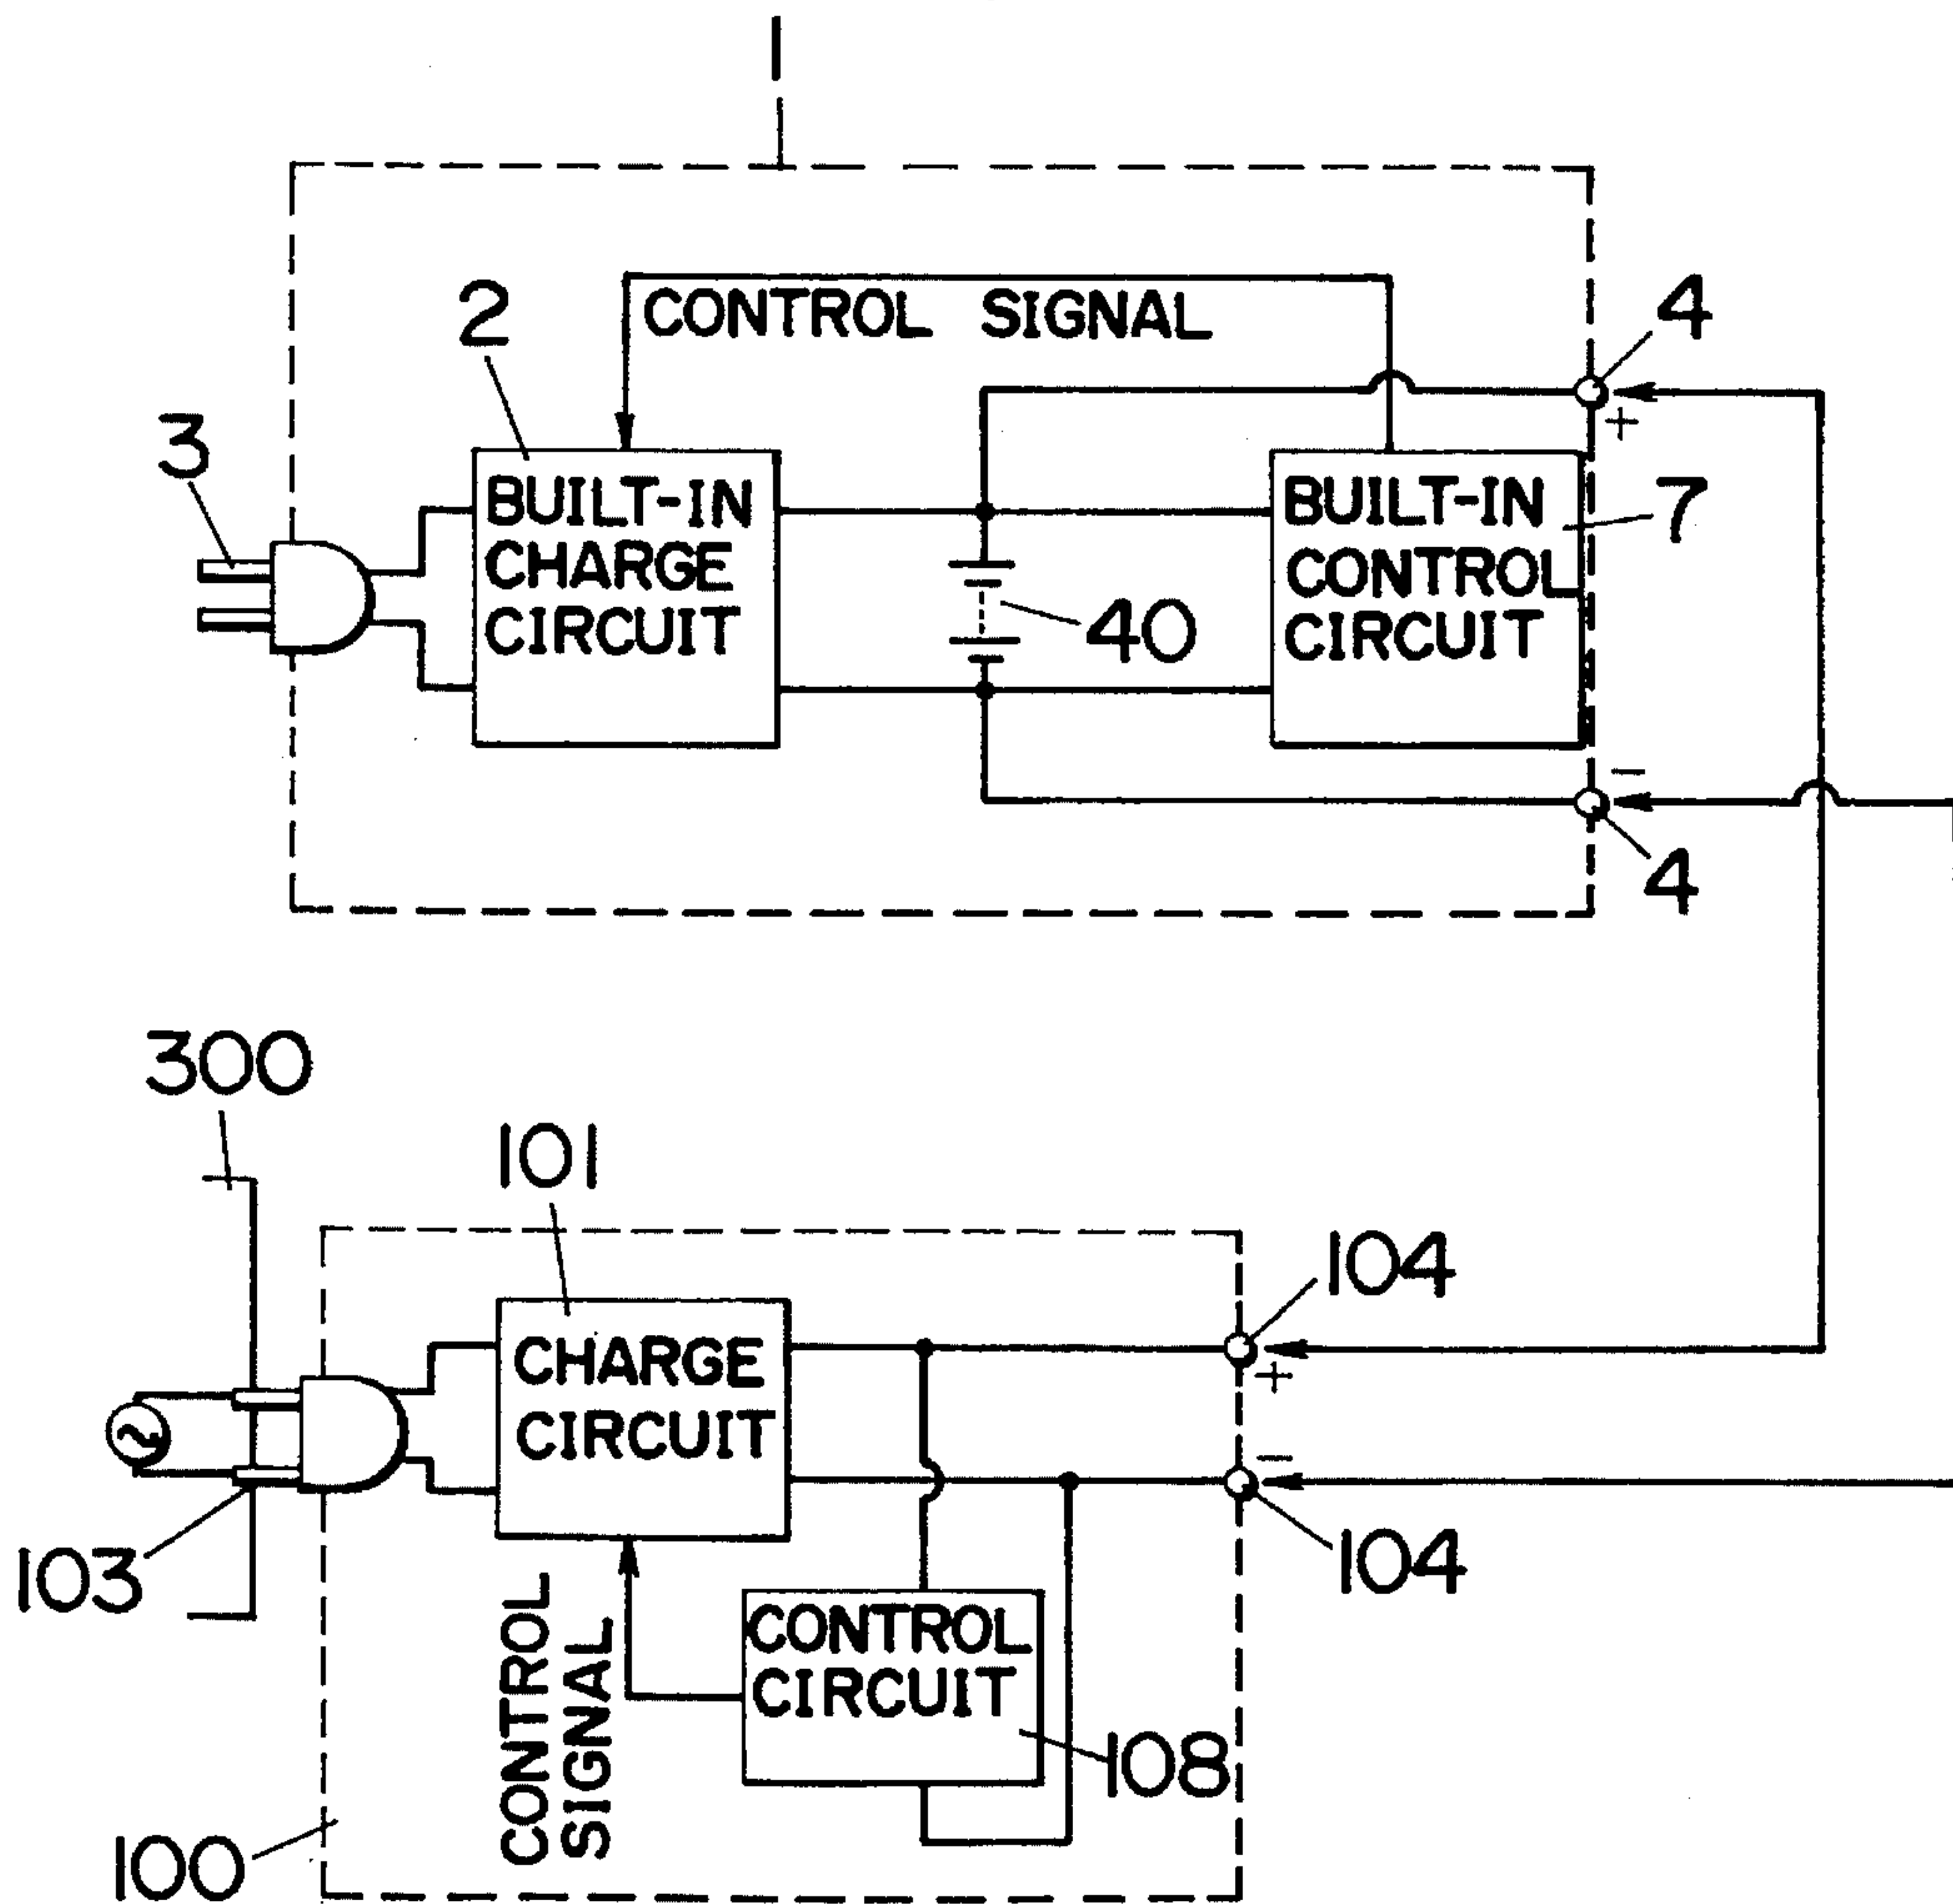 1
2
CONTROL SIGNAL
4
+
3
BUILT-IN
CHARGE
CIRCUIT
40
BUILT-IN
CONTROL
CIRCUIT
7
−
4
300
101
104
+
CHARGE
CIRCUIT
−
104
103
CONTROL
SIGNAL
CONTROL
CIRCUIT
108
100